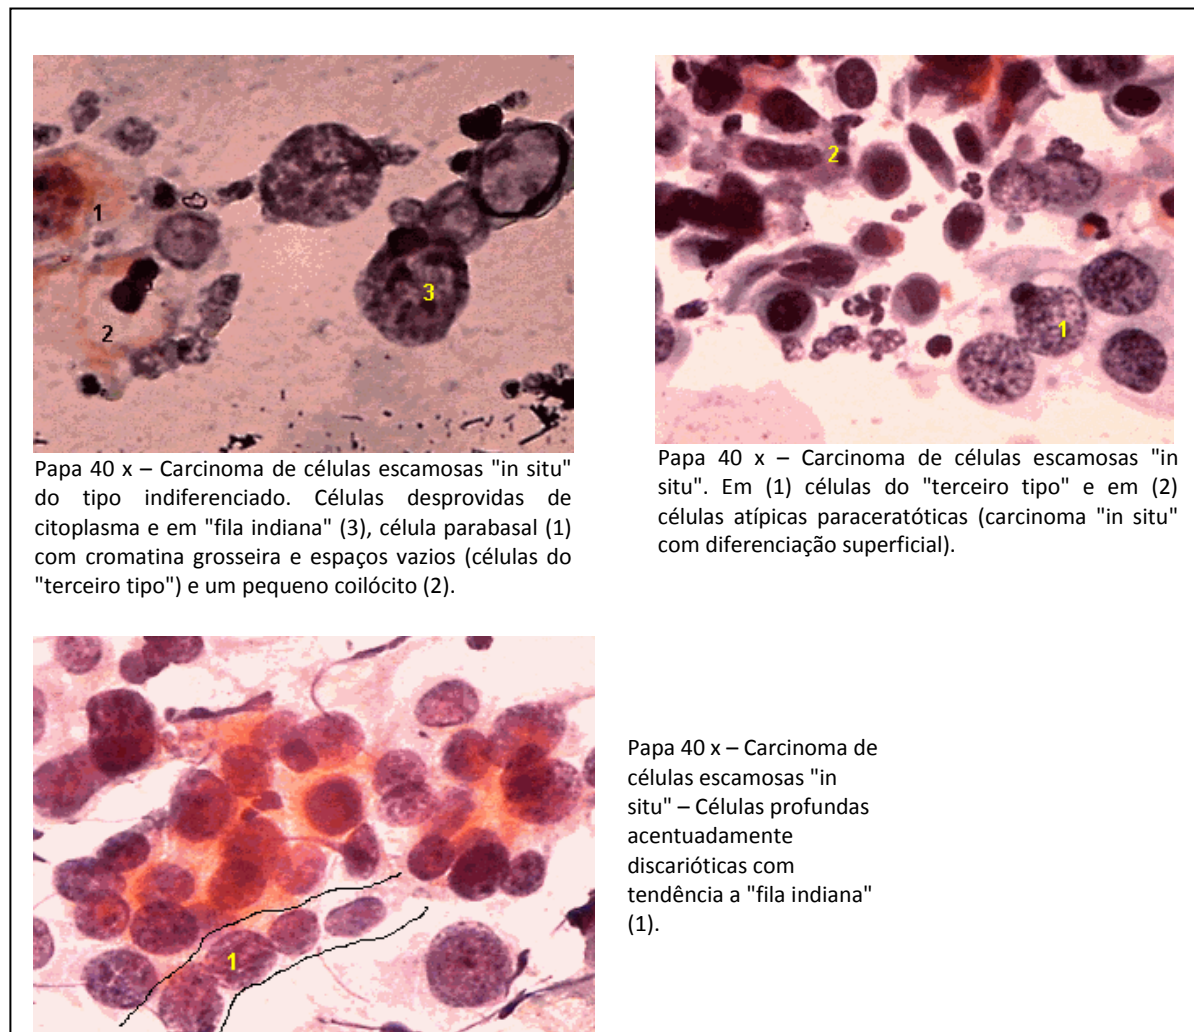 1
2
3
2
1
Papa 40 x – Carcinoma de células escamosas "in situ"
do tipo indiferenciado. Células desprovidas de
citoplasma e em "fila indiana" (3), célula parabasal (1)
com cromatina grosseira e espaços vazios (células do
"terceiro tipo") e um pequeno coilócito (2).
Papa 40 x – Carcinoma de células escamosas "in
situ". Em (1) células do "terceiro tipo" e em (2)
células atípicas paraceratóticas (carcinoma "in situ"
com diferenciação superficial).
1
Papa 40 x – Carcinoma de
células escamosas "in
situ" – Células profundas
acentuadamente
discarióticas com
tendência a "fila indiana"
(1).